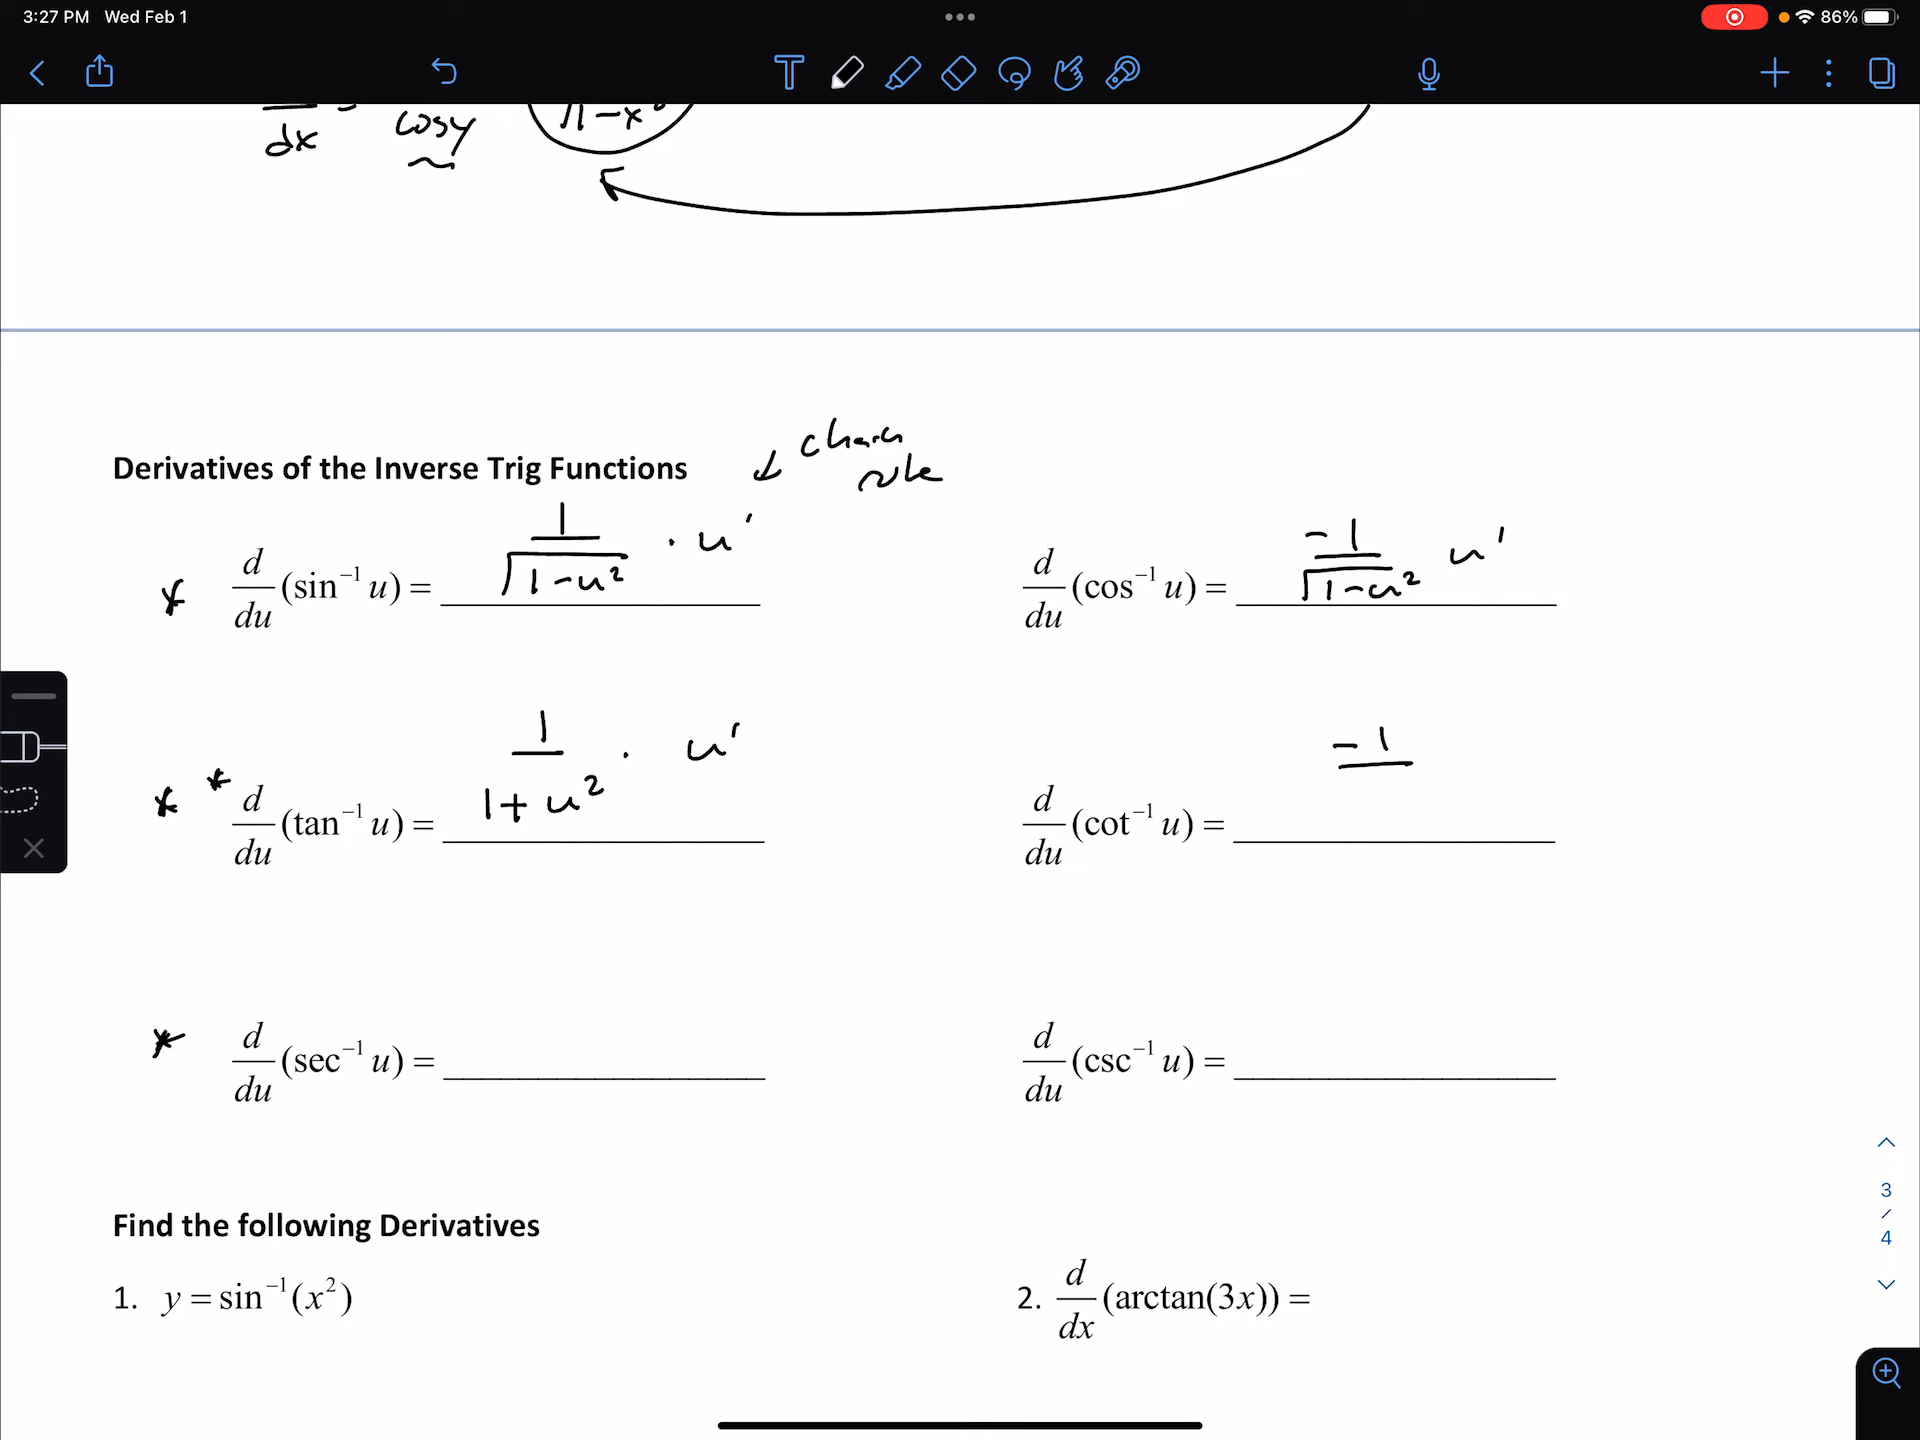 3:27 PM Wed Feb 1
86%
dx
cosy
√1-x²
Derivatives of the Inverse Trig Functions
chain
rule
* d/du (sin⁻¹ u) = 1/√1-u² · u'
d/du (cos⁻¹ u) = -1/√1-u² u'
* * d/du (tan⁻¹ u) = 1/1+u² · u'
d/du (cot⁻¹ u) = -1
* d/du (sec⁻¹ u) =
d/du (csc⁻¹ u) =
Find the following Derivatives
1. y = sin⁻¹(x²)
2. d/dx (arctan(3x)) =
3/4